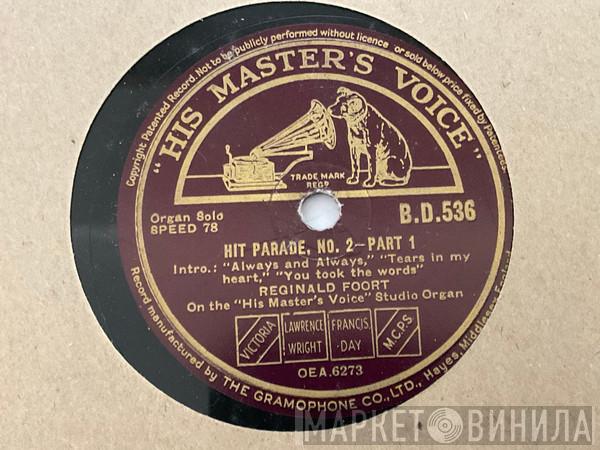 Copyright Patented Record. Not to be publicly performed without licence or sold below price fixed by Patentees.
"HIS MASTER'S VOICE"
TRADE MARK
REGD
Organ Solo
SPEED 78
B.D.536
HIT PARADE, NO. 2—PART 1
Intro.: "Always and Always," "Tears in my
heart," "You took the words"
REGINALD FOORT
On the "His Master's Voice" Studio Organ
VICTORIA
LAWRENCE
WRIGHT
FRANCIS
DAY
M.C.P.S
OEA.6273
Record manufactured by THE GRAMOPHONE CO., LTD., Hayes, Middlesex, England
МАРКЕТ ВИНИЛА